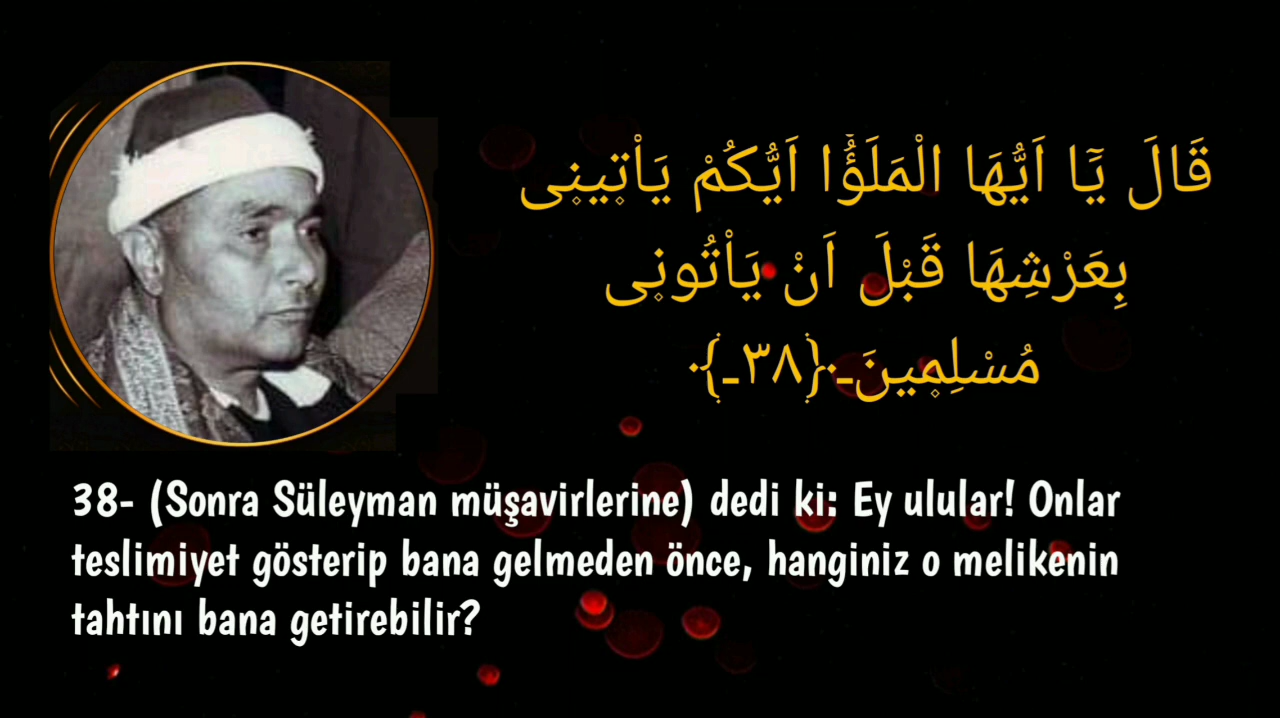 قَالَ يَٓا اَيُّهَا الْمَلَؤُ۬ا اَيُّكُمْ يَاْت۪ين۪ى
بِعَرْشِهَا قَبْلَ اَنْ يَاْتُون۪ى
مُسْلِم۪ينَـ﴿٣٨ـ﴾
38- (Sonra Süleyman müşavirlerine) dedi ki: Ey ulular! Onlar
teslimiyet gösterip bana gelmeden önce, hanginiz o melikenin
tahtını bana getirebilir?